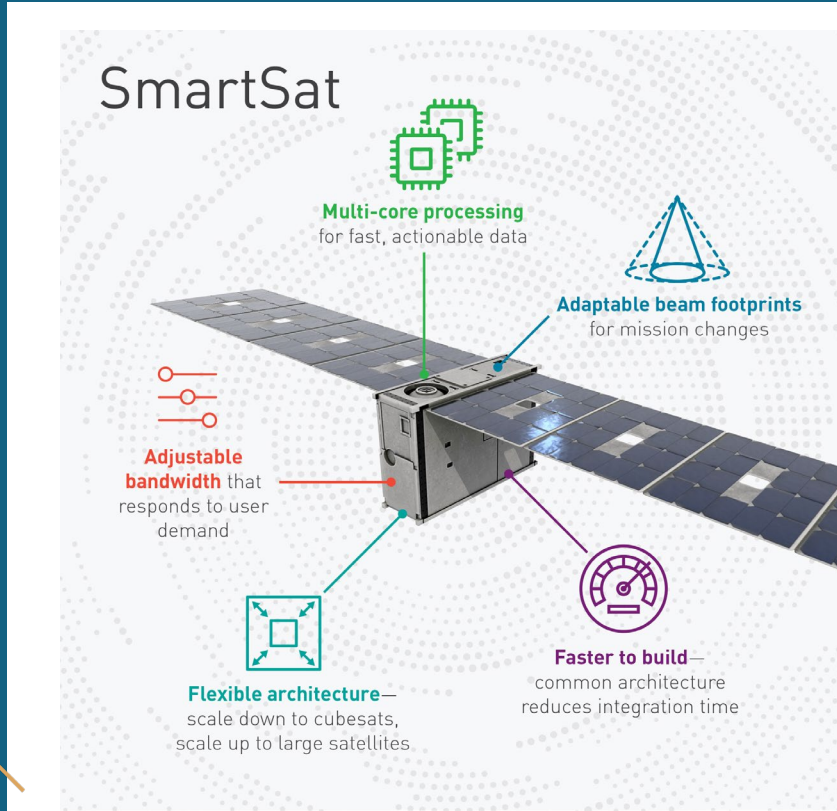 SmartSat
Multi-core processing
for fast, actionable data
Adaptable beam footprints
for mission changes
Adjustable
bandwidth that
responds to user
demand
Flexible architecture—
scale down to cubesats,
scale up to large satellites
Faster to build—
common architecture
reduces integration time